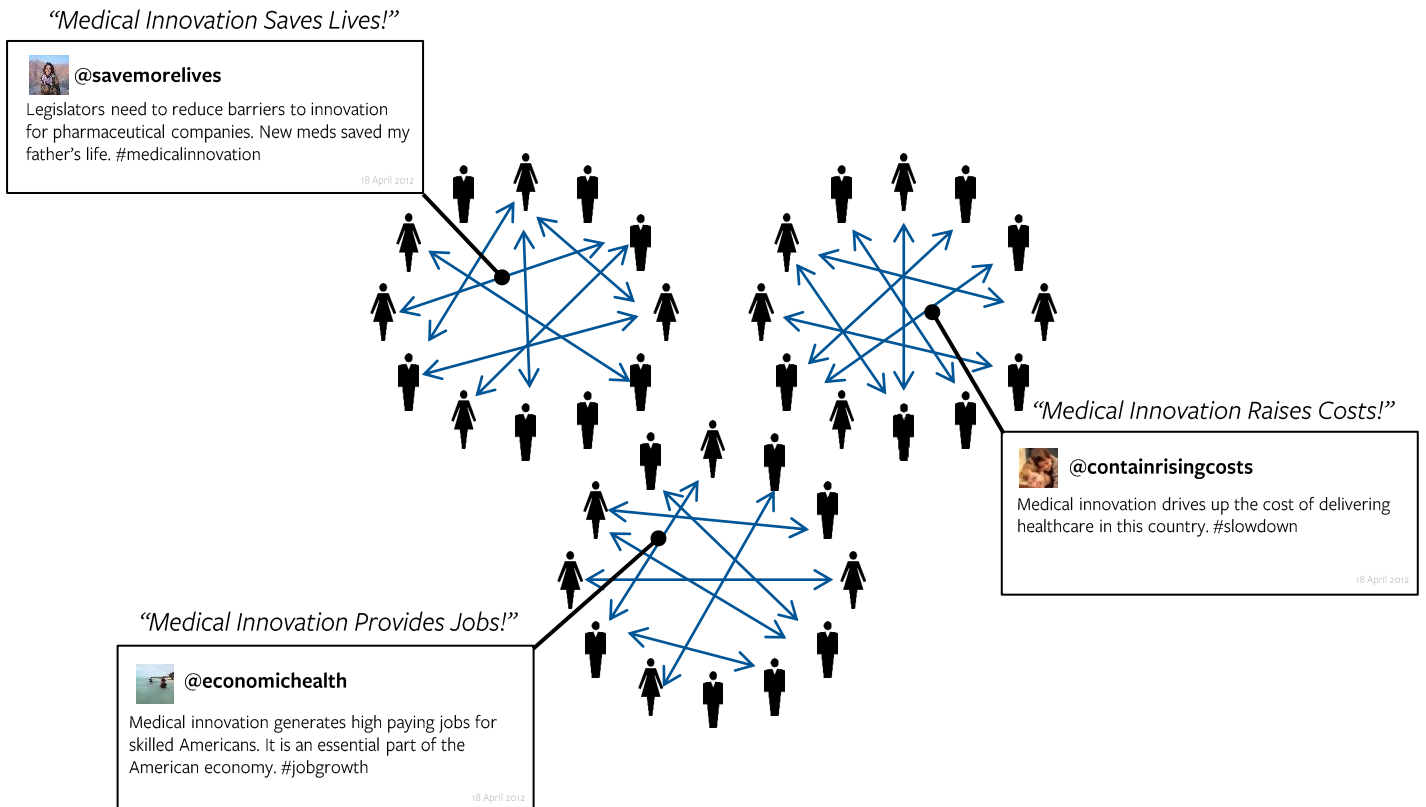 “Medical Innovation Saves Lives!”
@savemorelives
Legislators need to reduce barriers to innovation
for pharmaceutical companies. New meds saved my
father’s life. #medicalinnovation
18 April 2012
“Medical Innovation Raises Costs!”
@containrisingcosts
Medical innovation drives up the cost of delivering
healthcare in this country. #slowdown
18 April 2012
“Medical Innovation Provides Jobs!”
@economichealth
Medical innovation generates high paying jobs for
skilled Americans. It is an essential part of the
American economy. #jobgrowth
18 April 2012